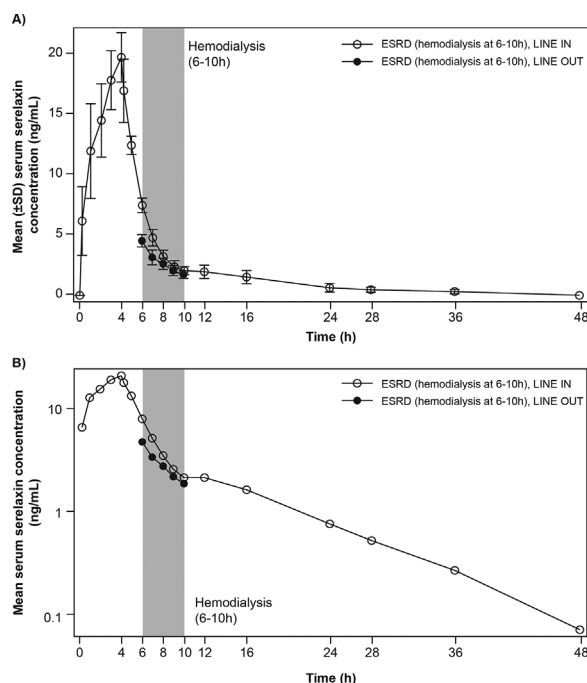 A)
Mean (±SD) serum serelaxin
concentration (ng/mL)
20
15
10
5
0
Hemodialysis
(6-10h)
ESRD (hemodialysis at 6-10h), LINE IN
ESRD (hemodialysis at 6-10h), LINE OUT
0 4 6 8 10 12 16 24 28 36 48
Time (h)
B)
Mean serum serelaxin concentration
(ng/mL)
10
1
0.1
ESRD (hemodialysis at 6-10h), LINE IN
ESRD (hemodialysis at 6-10h), LINE OUT
Hemodialysis
(6-10h)
0 4 6 8 10 12 16 24 28 36 48
Time (h)